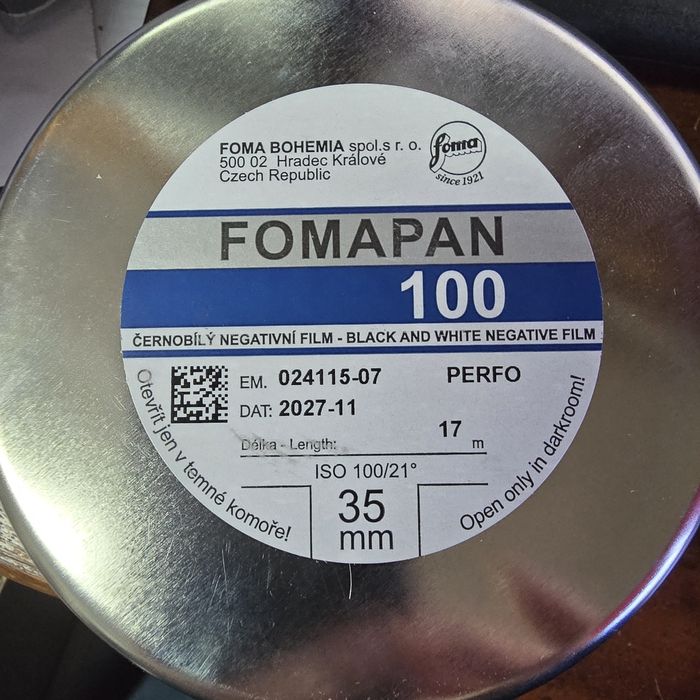 FOMA BOHEMIA spol.s r. o.
500 02 Hradec Králové
Czech Republic
foma
since 1921
FOMAPAN
100
ČERNOBÍLÝ NEGATIVNÍ FILM - BLACK AND WHITE NEGATIVE FILM
EM. 024115-07 PERFO
DAT: 2027-11
Délka - Length: 17 m
ISO 100/21°
35
mm
Otevřít jen v temné komoře!
Open only in darkroom!